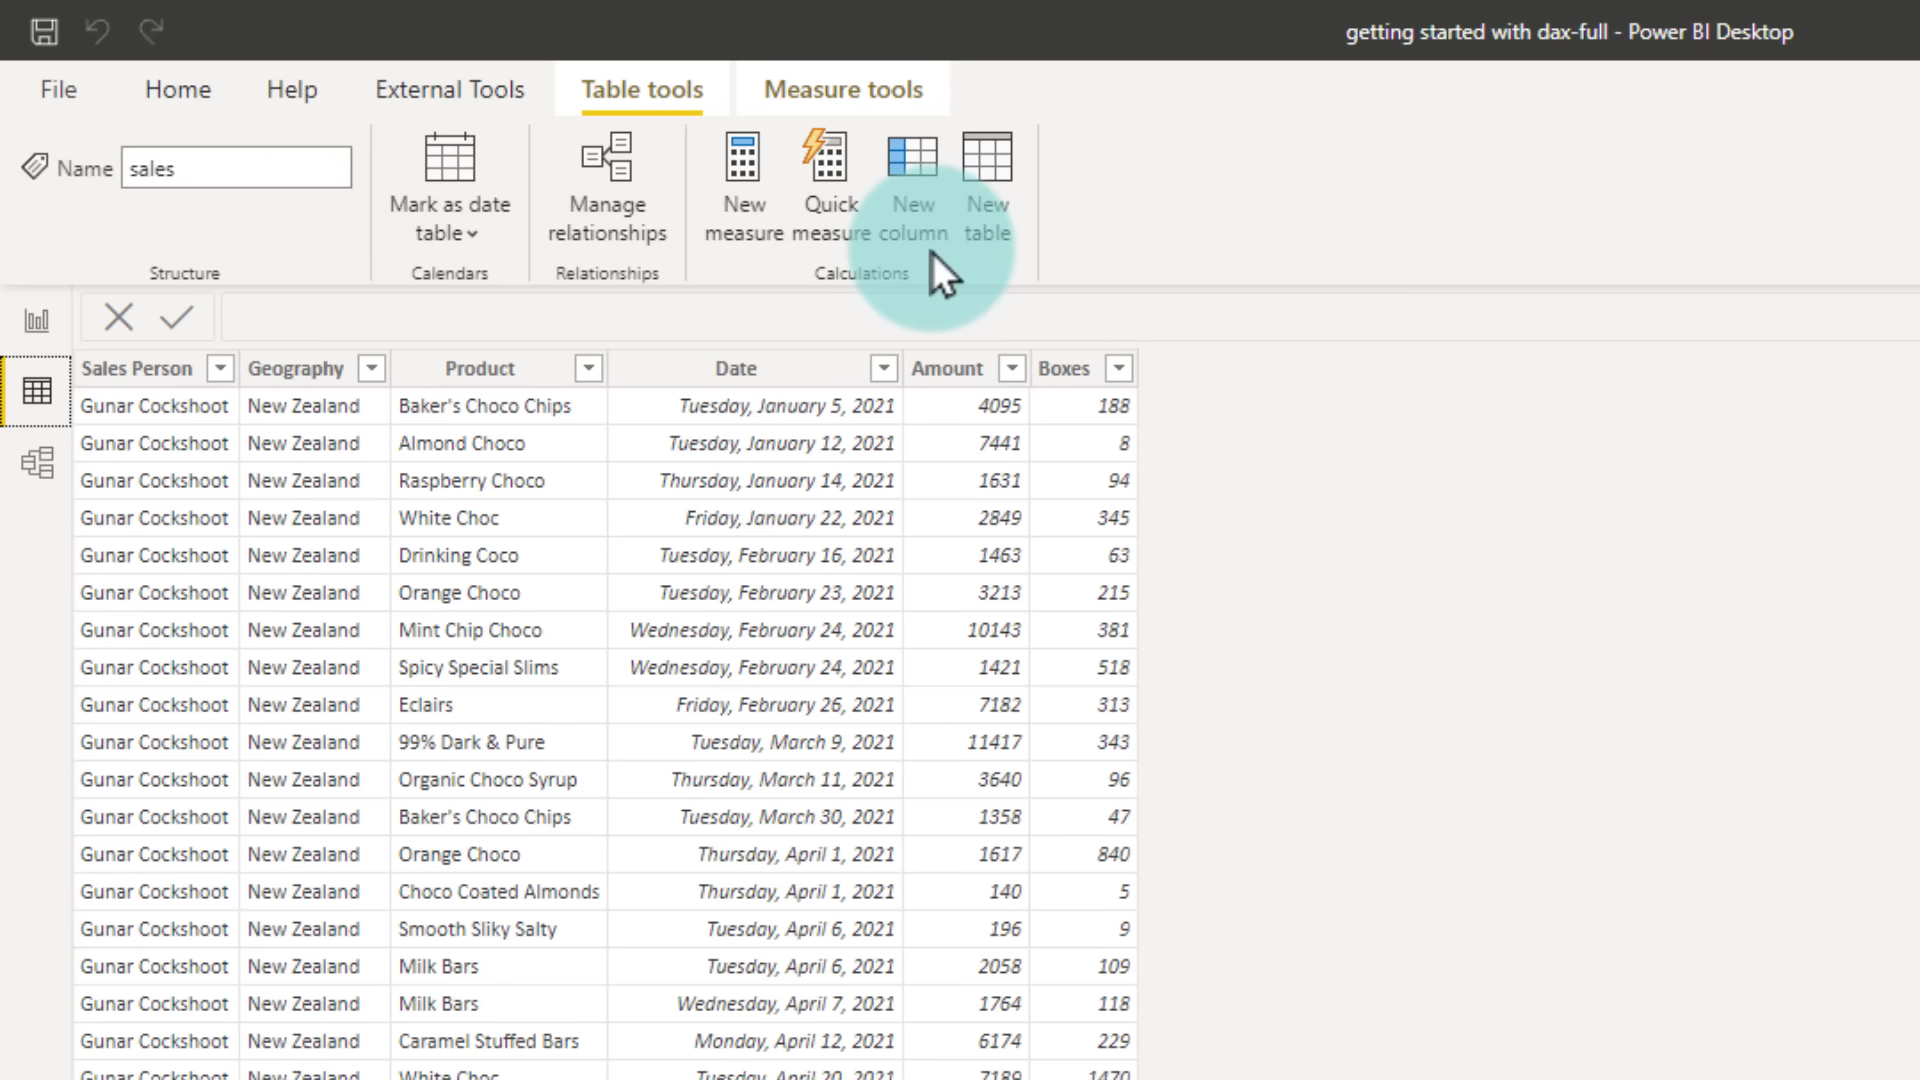 getting started with dax-full - Power BI Desktop
File Home Help External Tools Table tools Measure tools
Name sales
Mark as date table
Manage relationships
New measure
Quick measure
New column
New table
Structure Calendars Relationships Calculations
Sales Person Geography Product Date Amount Boxes
Gunar Cockshoot New Zealand Baker's Choco Chips Tuesday, January 5, 2021 4095 188
Gunar Cockshoot New Zealand Almond Choco Tuesday, January 12, 2021 7441 8
Gunar Cockshoot New Zealand Raspberry Choco Thursday, January 14, 2021 1631 94
Gunar Cockshoot New Zealand White Choc Friday, January 22, 2021 2849 345
Gunar Cockshoot New Zealand Drinking Coco Tuesday, February 16, 2021 1463 63
Gunar Cockshoot New Zealand Orange Choco Tuesday, February 23, 2021 3213 215
Gunar Cockshoot New Zealand Mint Chip Choco Wednesday, February 24, 2021 10143 381
Gunar Cockshoot New Zealand Spicy Special Slims Wednesday, February 24, 2021 1421 518
Gunar Cockshoot New Zealand Eclairs Friday, February 26, 2021 7182 313
Gunar Cockshoot New Zealand 99% Dark & Pure Tuesday, March 9, 2021 11417 343
Gunar Cockshoot New Zealand Organic Choco Syrup Thursday, March 11, 2021 3640 96
Gunar Cockshoot New Zealand Baker's Choco Chips Tuesday, March 30, 2021 1358 47
Gunar Cockshoot New Zealand Orange Choco Thursday, April 1, 2021 1617 840
Gunar Cockshoot New Zealand Choco Coated Almonds Thursday, April 1, 2021 140 5
Gunar Cockshoot New Zealand Smooth Sliky Salty Tuesday, April 6, 2021 196 9
Gunar Cockshoot New Zealand Milk Bars Tuesday, April 6, 2021 2058 109
Gunar Cockshoot New Zealand Milk Bars Wednesday, April 7, 2021 1764 118
Gunar Cockshoot New Zealand Caramel Stuffed Bars Monday, April 12, 2021 6174 229
Gunar Cockshoot New Zealand White Choc Tuesday, April 20, 2021 7189 1470